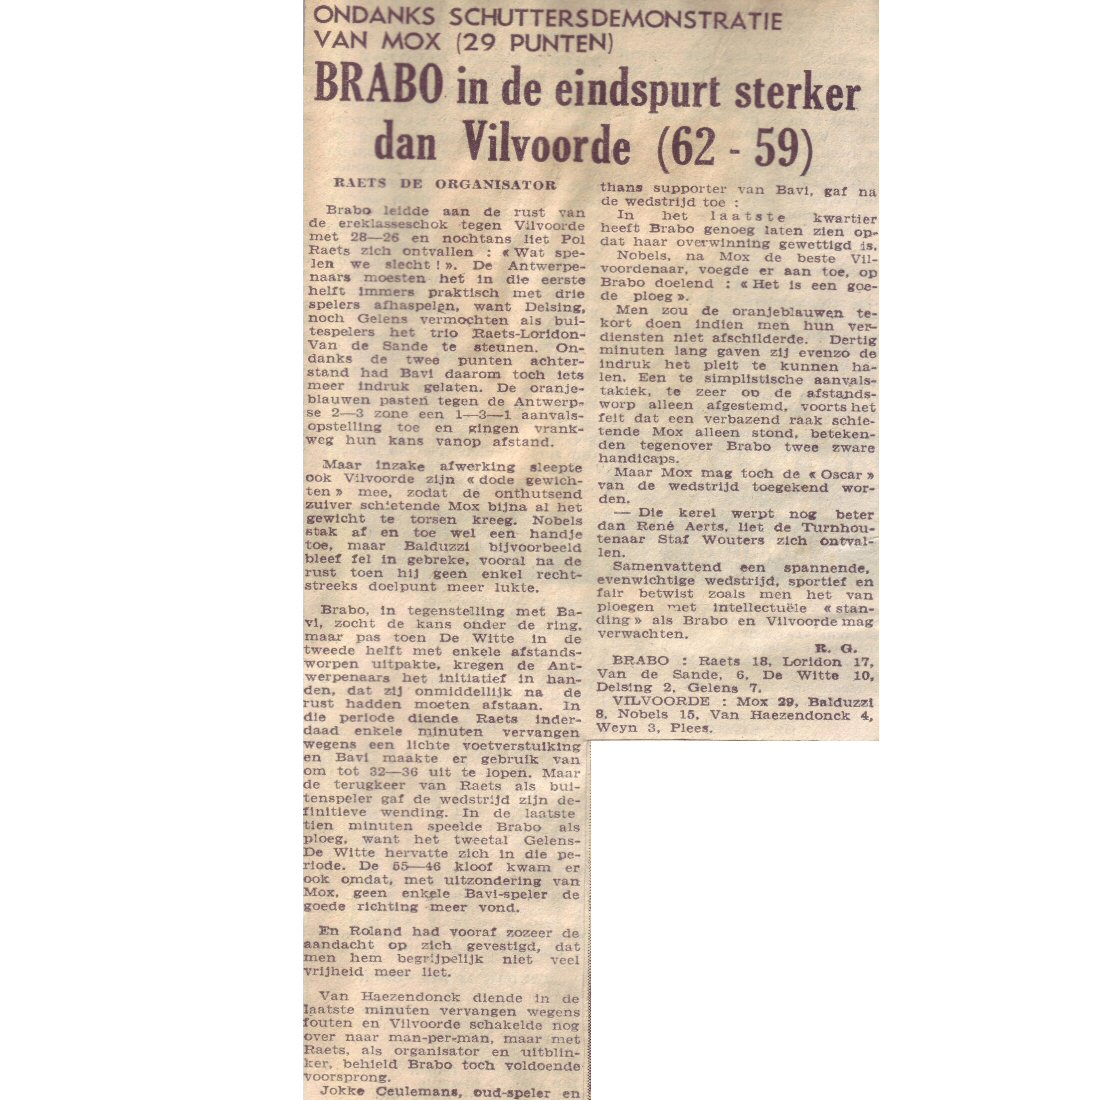 ONDANKS SCHUTTERSDEMONSTRATIE
VAN MOX (29 PUNTEN)
BRABO in de eindspurt sterker
dan Vilvoorde (62 - 59)
RAETS DE ORGANISATOR
Brabo leidde aan de rust van
de ereklasseschok tegen Vilvoorde
met 28—26 en nochtans liet Pol
Raets zich ontvallen : « Wat spe-
len we slecht ! ». De Antwerpe-
naars moesten het in die eerste
helft immers praktisch met drie
spelers afhaspelen, want Delsing,
noch Gelens vermochten als bui-
tespelers het trio Raets-Loridon-
Van de Sande te steunen. On-
danks de twee punten achter-
stand had Bavi daarom toch iets
meer indruk gelaten. De oranje-
blauwen pasten tegen de Antwerp-
se 2—3 zone een 1—3—1 aanvals-
opstelling toe en gingen vrank-
weg hun kans vanop afstand.
Maar inzake afwerking sleepte
ook Vilvoorde zijn « dode gewich-
ten » mee, zodat de onthutsend
zuiver schietende Mox bijna al het
gewicht te torsen kreeg. Nobels
stak af en toe wel een handje
toe, maar Balduzzi bijvoorbeeld
bleef fel in gebreke, vooral na de
rust toen hij geen enkel recht-
streeks doelpunt meer lukte.
Brabo, in tegenstelling met Ba-
vi, zocht de kans onder de ring,
maar pas toen De Witte in de
tweede helft met enkele afstands-
worpen uitpakte, kregen de Ant-
werpenaars het initiatief in han-
den, dat zij onmiddellijk na de
rust hadden moeten afstaan. In
die periode diende Raets inder-
daad enkele minuten vervangen
wegens een lichte voetverstuiking
en Bavi maakte er gebruik van
om tot 32—36 uit te lopen. Maar
de terugkeer van Raets als bui-
tenspeler gaf de wedstrijd zijn de-
finitieve wending. In de laatste
tien minuten speelde Brabo als
ploeg, want het tweetal Gelens-
De Witte hervatte zich in die pe-
riode. De 55—46 kloof kwam er
ook omdat, met uitzondering van
Mox, geen enkele Bavi-speler de
goede richting meer vond.
En Roland had vooraf zozeer de
aandacht op zich gevestigd, dat
men hem begrijpelijk niet veel
vrijheid meer liet.
Van Haezendonck diende in de
laatste minuten vervangen wegens
fouten en Vilvoorde schakelde nog
over naar man-per-man, maar met
Raets, als organisator en uitblin-
ker, behield Brabo toch voldoende
voorsprong.
Jokke Ceulemans, oud-speler en
thans supporter van Bavi, gaf na
de wedstrijd toe :
In het laatste kwartier
heeft Brabo genoeg laten zien op-
dat haar overwinning gewettigd is.
Nobels, na Mox de beste Vil-
voordenaar, voegde er aan toe, op
Brabo doelend : « Het is een goe-
de ploeg ».
Men zou de oranjeblauwen te-
kort doen indien men hun ver-
diensten niet afschilderde. Dertig
minuten lang gaven zij evenzo de
indruk het pleit te kunnen ha-
len. Een te simplistische aanvals-
taktiek, te zeer op de afstands-
worp alleen afgestemd, voorts het
feit dat een verbazend raak schie-
tende Mox alleen stond, beteken-
den tegenover Brabo twee zware
handicaps.
Maar Mox mag toch de « Oscar »
van de wedstrijd toegekend wor-
den.
— Die kerel werpt nog beter
dan René Aerts, liet de Turnhou-
tenaar Staf Wouters zich ontval-
len.
Samenvattend een spannende,
evenwichtige wedstrijd, sportief en
fair betwist zoals men het van
ploegen met intellectuële « stan-
ding » als Brabo en Vilvoorde mag
verwachten.
R. G.
BRABO : Raets 18, Loridon 17,
Van de Sande, 6, De Witte 10,
Delsing 2, Gelens 7.
VILVOORDE : Mox 29, Balduzzi
8, Nobels 15, Van Haezendonck 4,
Weyn 3, Plees.